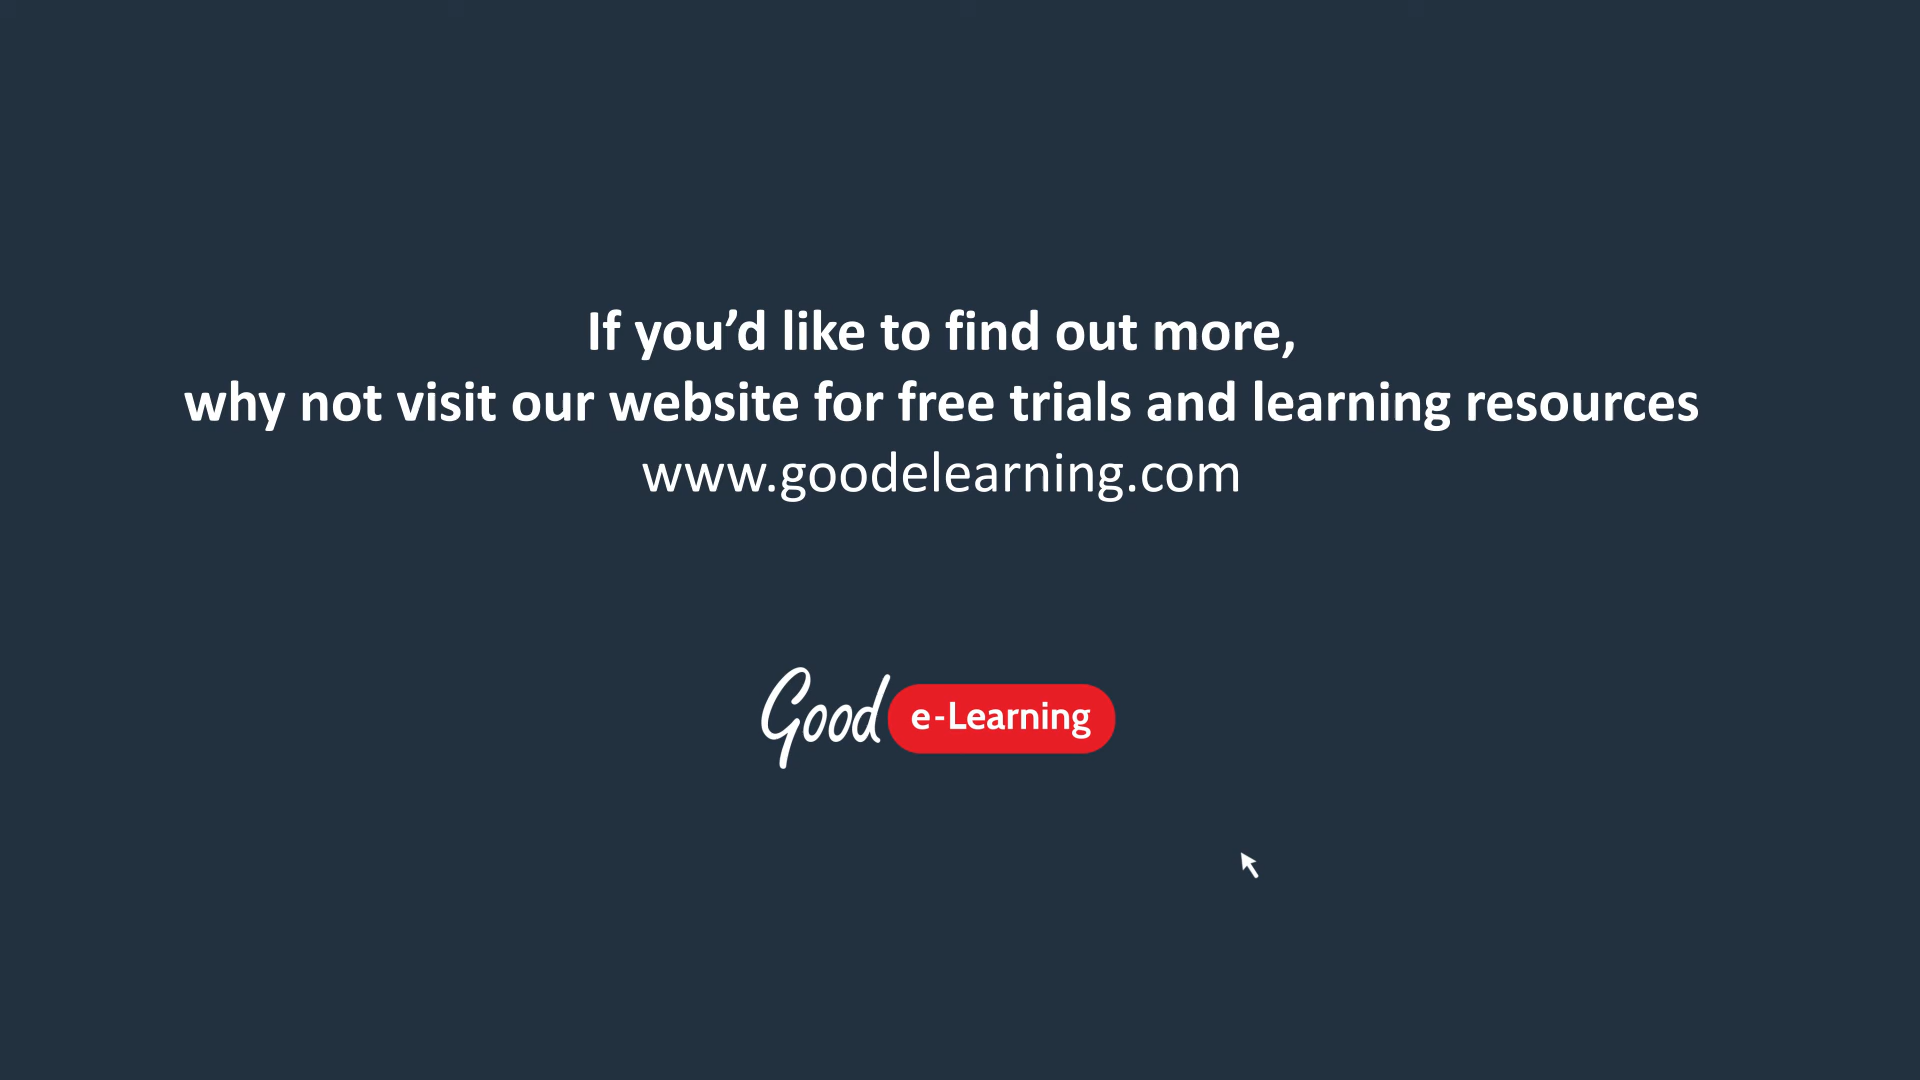 If you’d like to find out more,
why not visit our website for free trials and learning resources
www.goodelearning.com
Good e-Learning